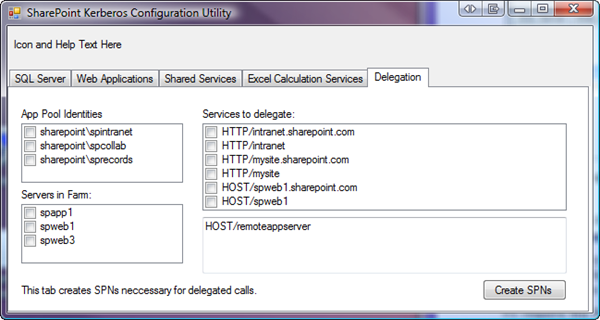 SharePoint Kerberos Configuration Utility
Icon and Help Text Here
SQL Server Web Applications Shared Services Excel Calculation Services Delegation
App Pool Identities
sharepoint\spintranet
sharepoint\spcollab
sharepoint\sprecords
Servers in Farm:
spapp1
spweb1
spweb3
Services to delegate:
HTTP/intranet.sharepoint.com
HTTP/intranet
HTTP/mysite.sharepoint.com
HTTP/mysite
HOST/spweb1.sharepoint.com
HOST/spweb1
HOST/remoteappserver
This tab creates SPNs neccessary for delegated calls.
Create SPNs